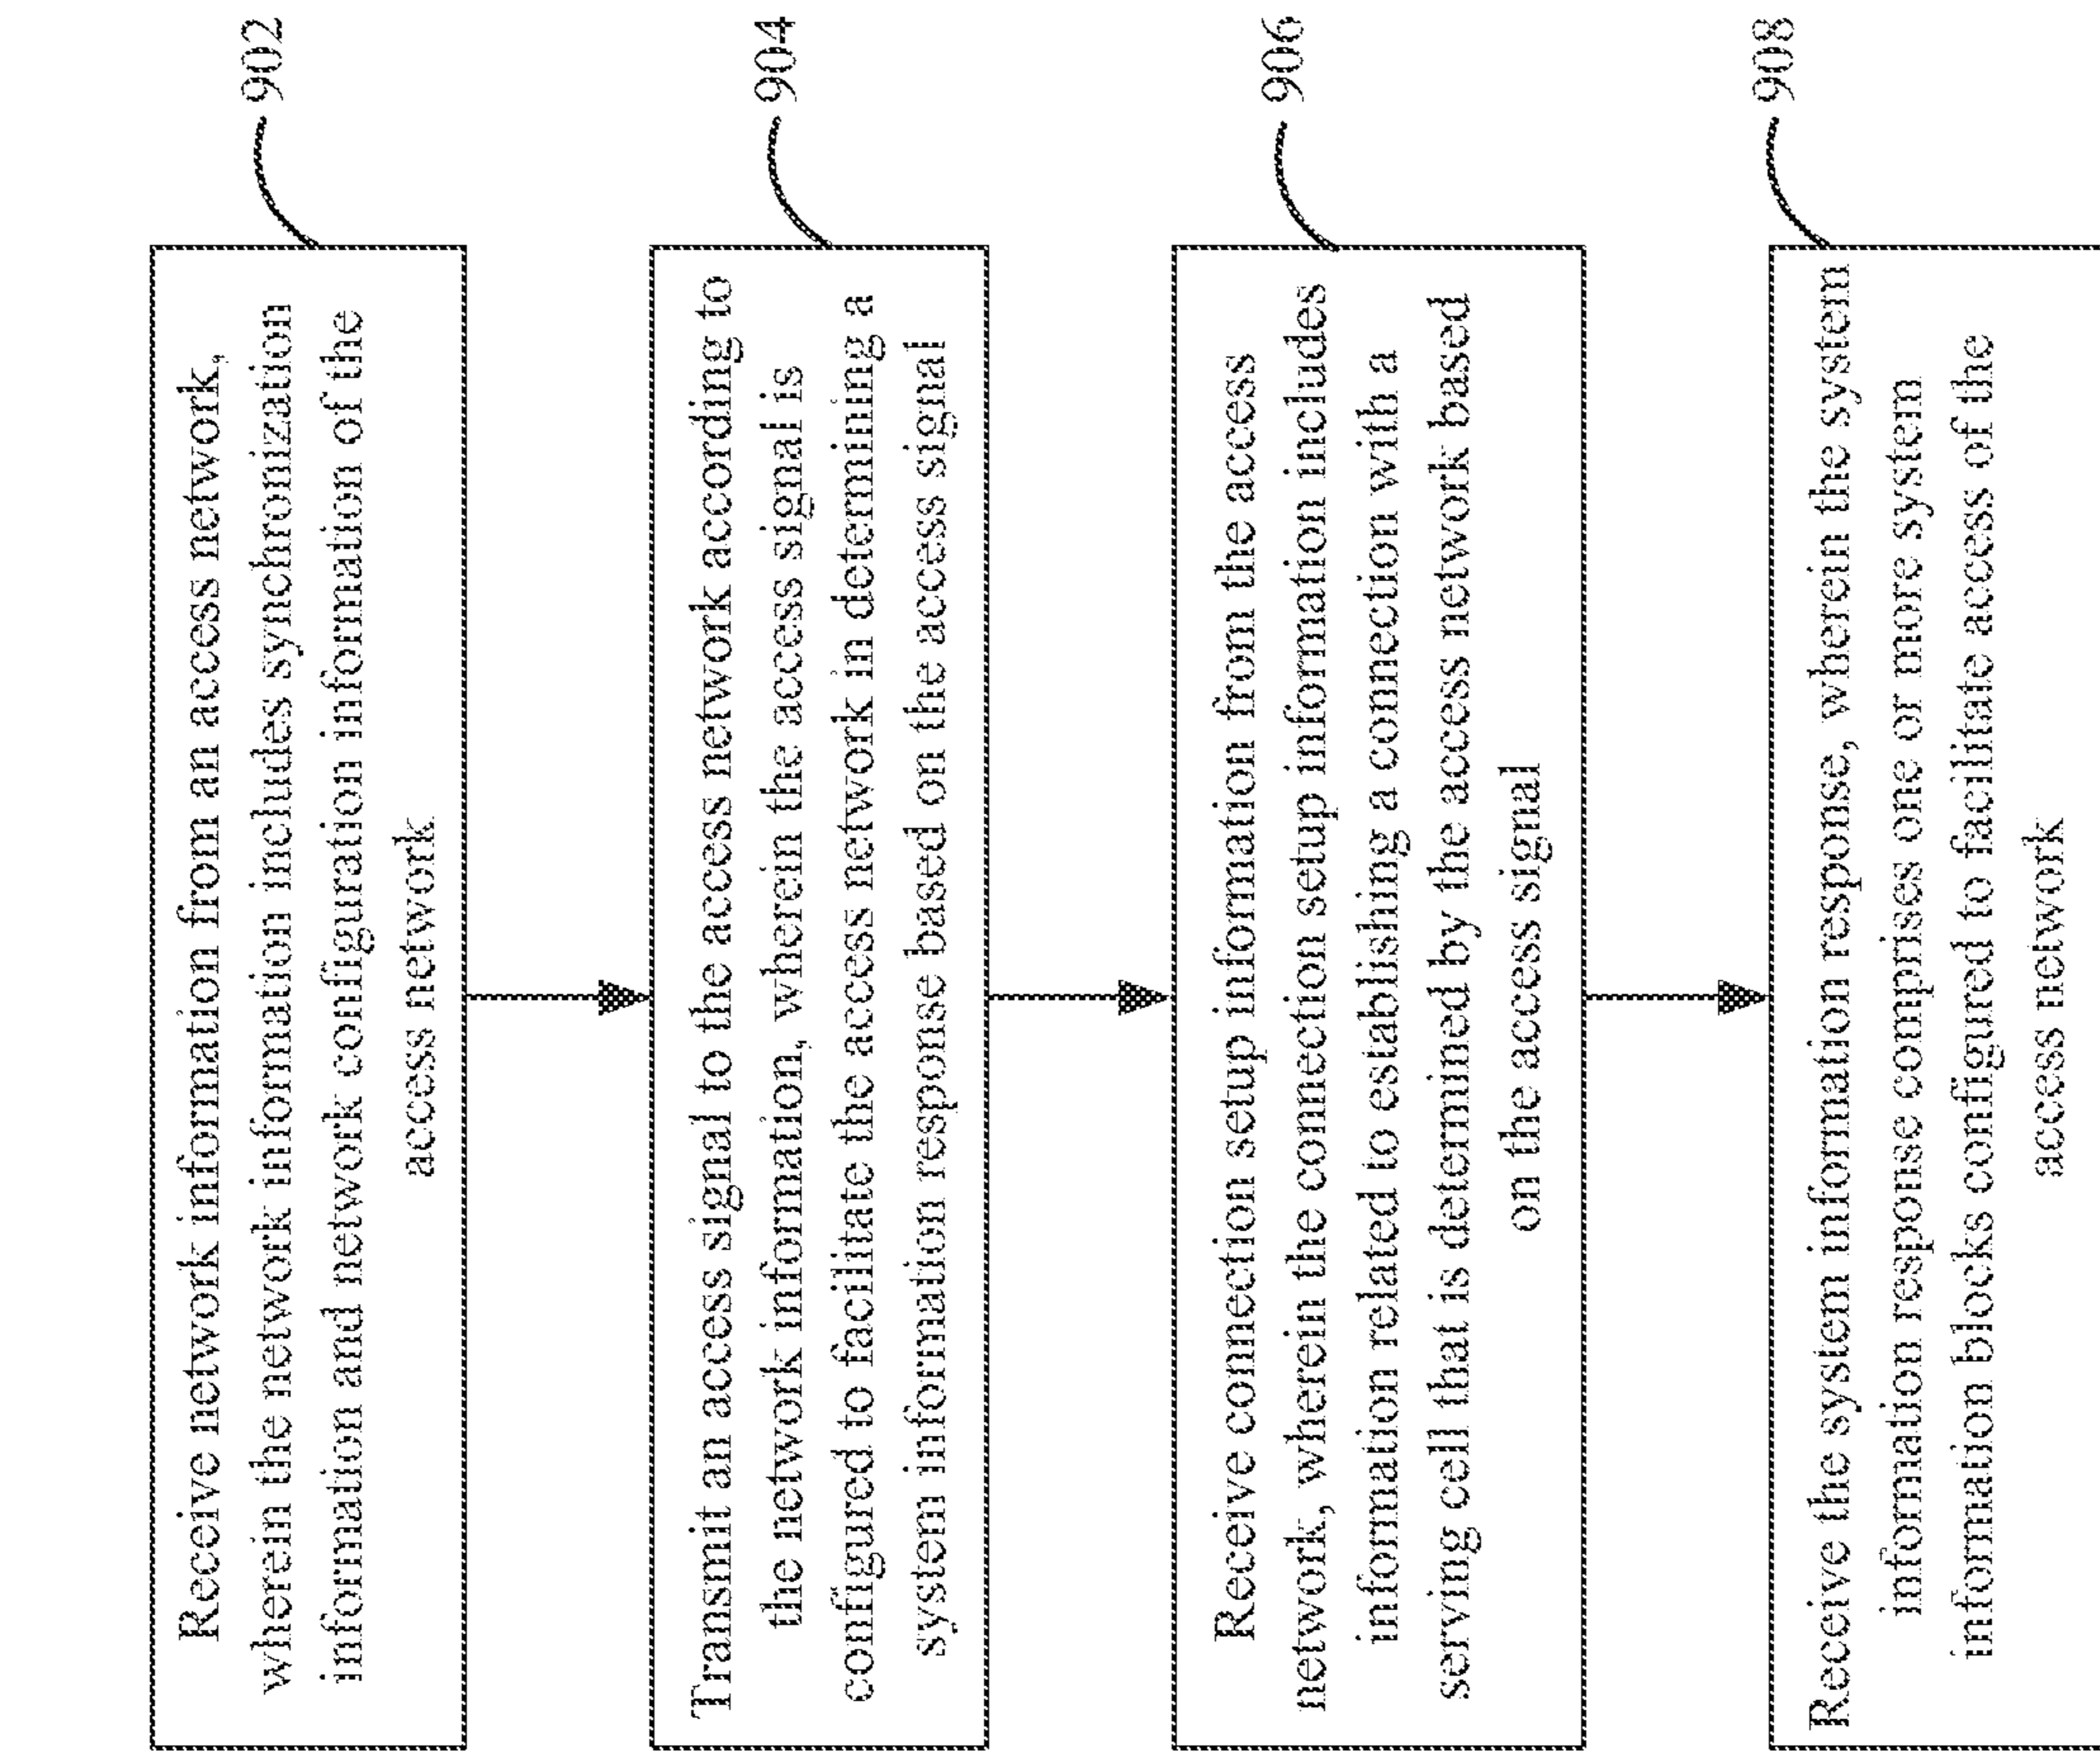 Receive network information from an access network,
wherein the network information includes synchronization
information and network configuration information of the
access network
902
Transmit an access signal to the access network according to
the network information, wherein the access signal is
configured to facilitate the access network in determining a
system information response based on the access signal
904
Receive connection setup information from the access
network, wherein the connection setup information includes
information related to establishing a connection with a
serving cell that is determined by the access network based
on the access signal
906
Receive the system information response, wherein the system
information response comprises one or more system
information blocks configured to facilitate access of the
access network
908